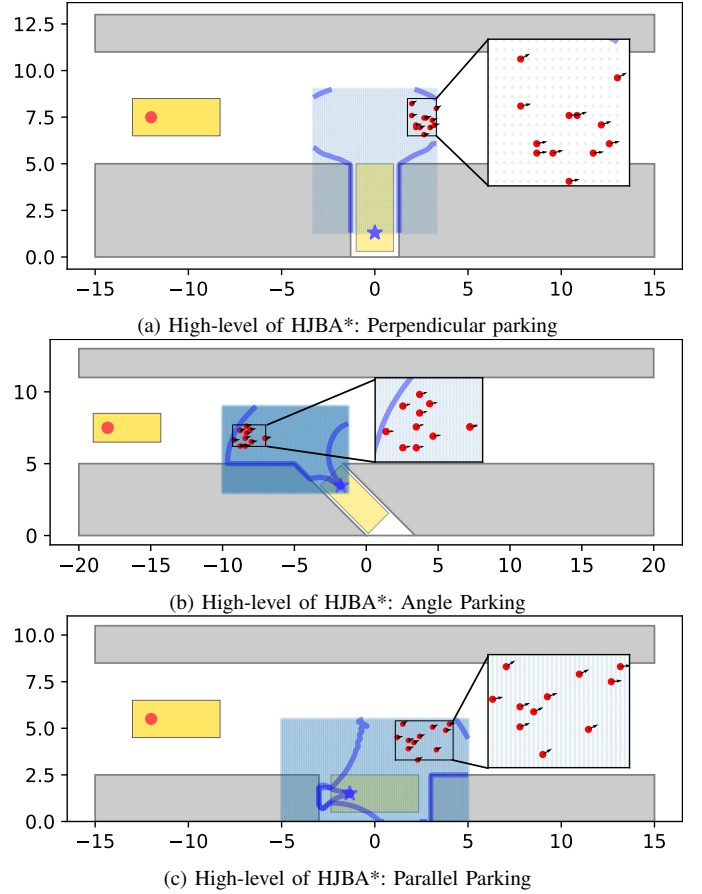 12.5
10.0
7.5
5.0
2.5
0.0
−15 −10 −5 0 5 10 15
(a) High-level of HJBA*: Perpendicular parking
10
5
0
−20 −15 −10 −5 0 5 10 15 20
(b) High-level of HJBA*: Angle Parking
10.0
7.5
5.0
2.5
0.0
−15 −10 −5 0 5 10 15
(c) High-level of HJBA*: Parallel Parking